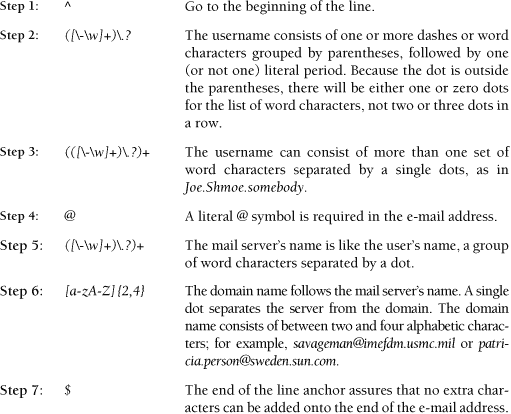 Step 1: ^ Go to the beginning of the line.
Step 2: ([\-\w]+)\.? The username consists of one or more dashes or word
characters grouped by parentheses, followed by one
(or not one) literal period. Because the dot is outside
the parentheses, there will be either one or zero dots
for the list of word characters, not two or three dots in
a row.
Step 3: (([\-\w]+)\.?)+ The username can consist of more than one set of
word characters separated by a single dots, as in
Joe.Shmoe.somebody.
Step 4: @ A literal @ symbol is required in the e-mail address.
Step 5: ([\-\w]+)\.?)+ The mail server's name is like the user's name, a group
of word characters separated by a dot.
Step 6: [a-zA-Z]{2,4} The domain name follows the mail server's name. A single
dot separates the server from the domain. The domain
name consists of between two and four alphabetic charac-
ters; for example, savageman@imefdm.usmc.mil or patri-
cia.person@sweden.sun.com.
Step 7: $ The end of the line anchor assures that no extra char-
acters can be added onto the end of the e-mail address.